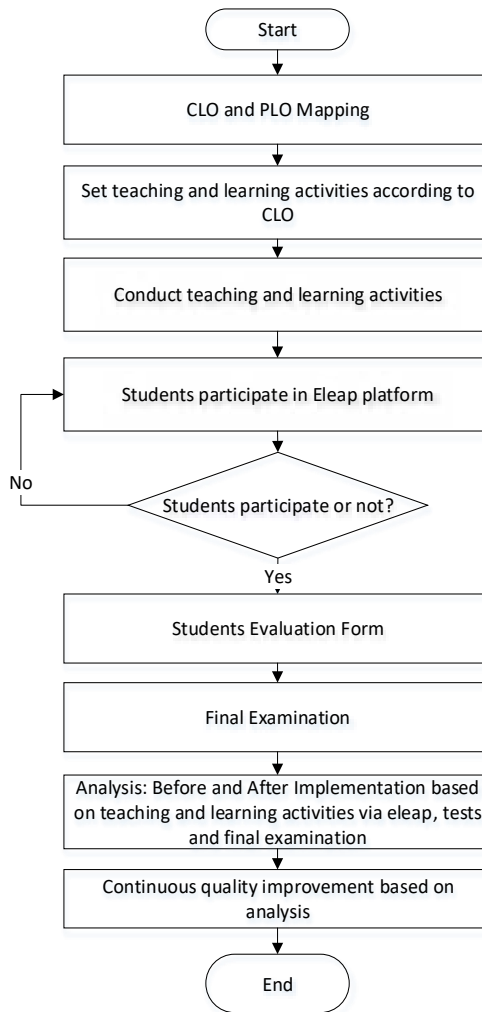 Start
CLO and PLO Mapping
Set teaching and learning activities according to
CLO
Conduct teaching and learning activities
Students participate in Eleap platform
No
Students participate or not?
Yes
Students Evaluation Form
Final Examination
Analysis: Before and After Implementation based
on teaching and learning activities via eleap, tests
and final examination
Continuous quality improvement based on
analysis
End